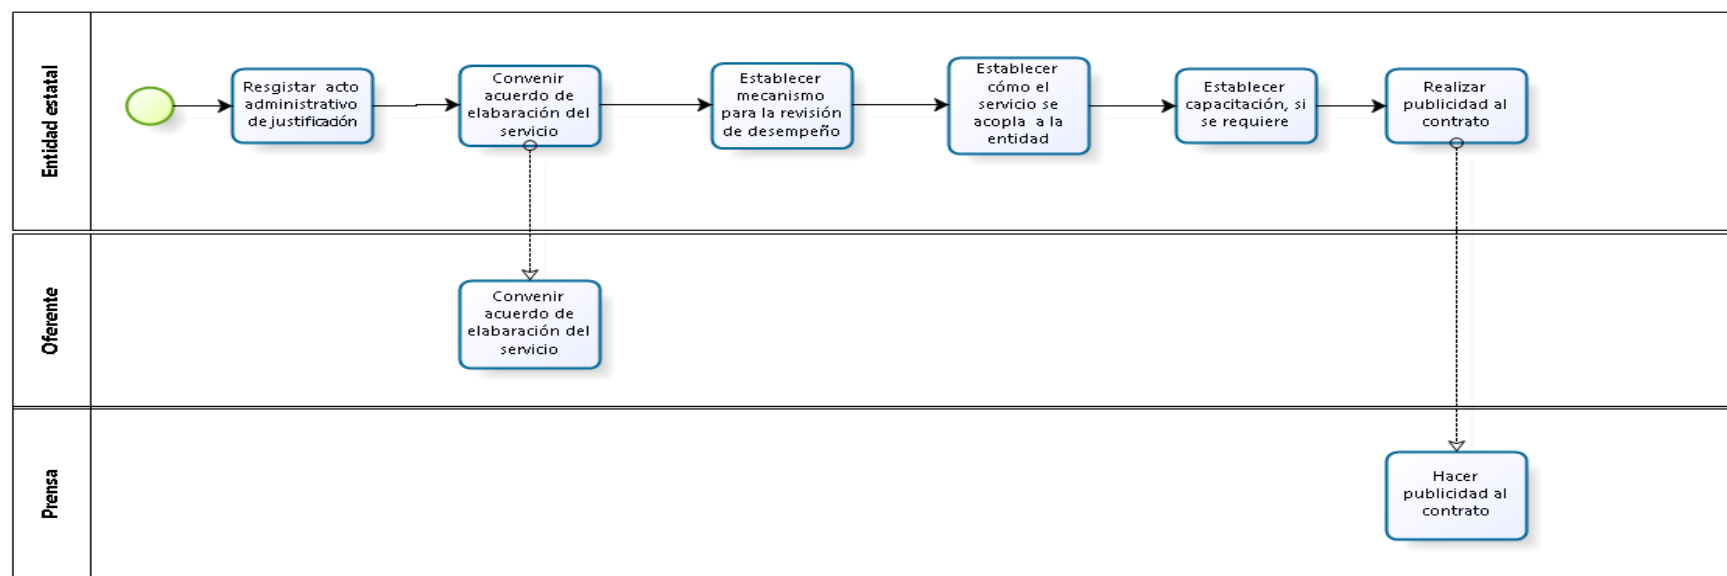 Entidad estatal
Resgistar acto
administrativo
de justificación
Convenir
acuerdo de
elabaración del
servicio
Establecer
mecanismo
para la revisión
de desempeño
Establecer
cómo el
servicio se
acopla a la
entidad
Establecer
capacitación, si
se requiere
Realizar
publicidad al
contrato
Oferente
Convenir
acuerdo de
elabaración del
servicio
Prensa
Hacer
publicidad al
contrato